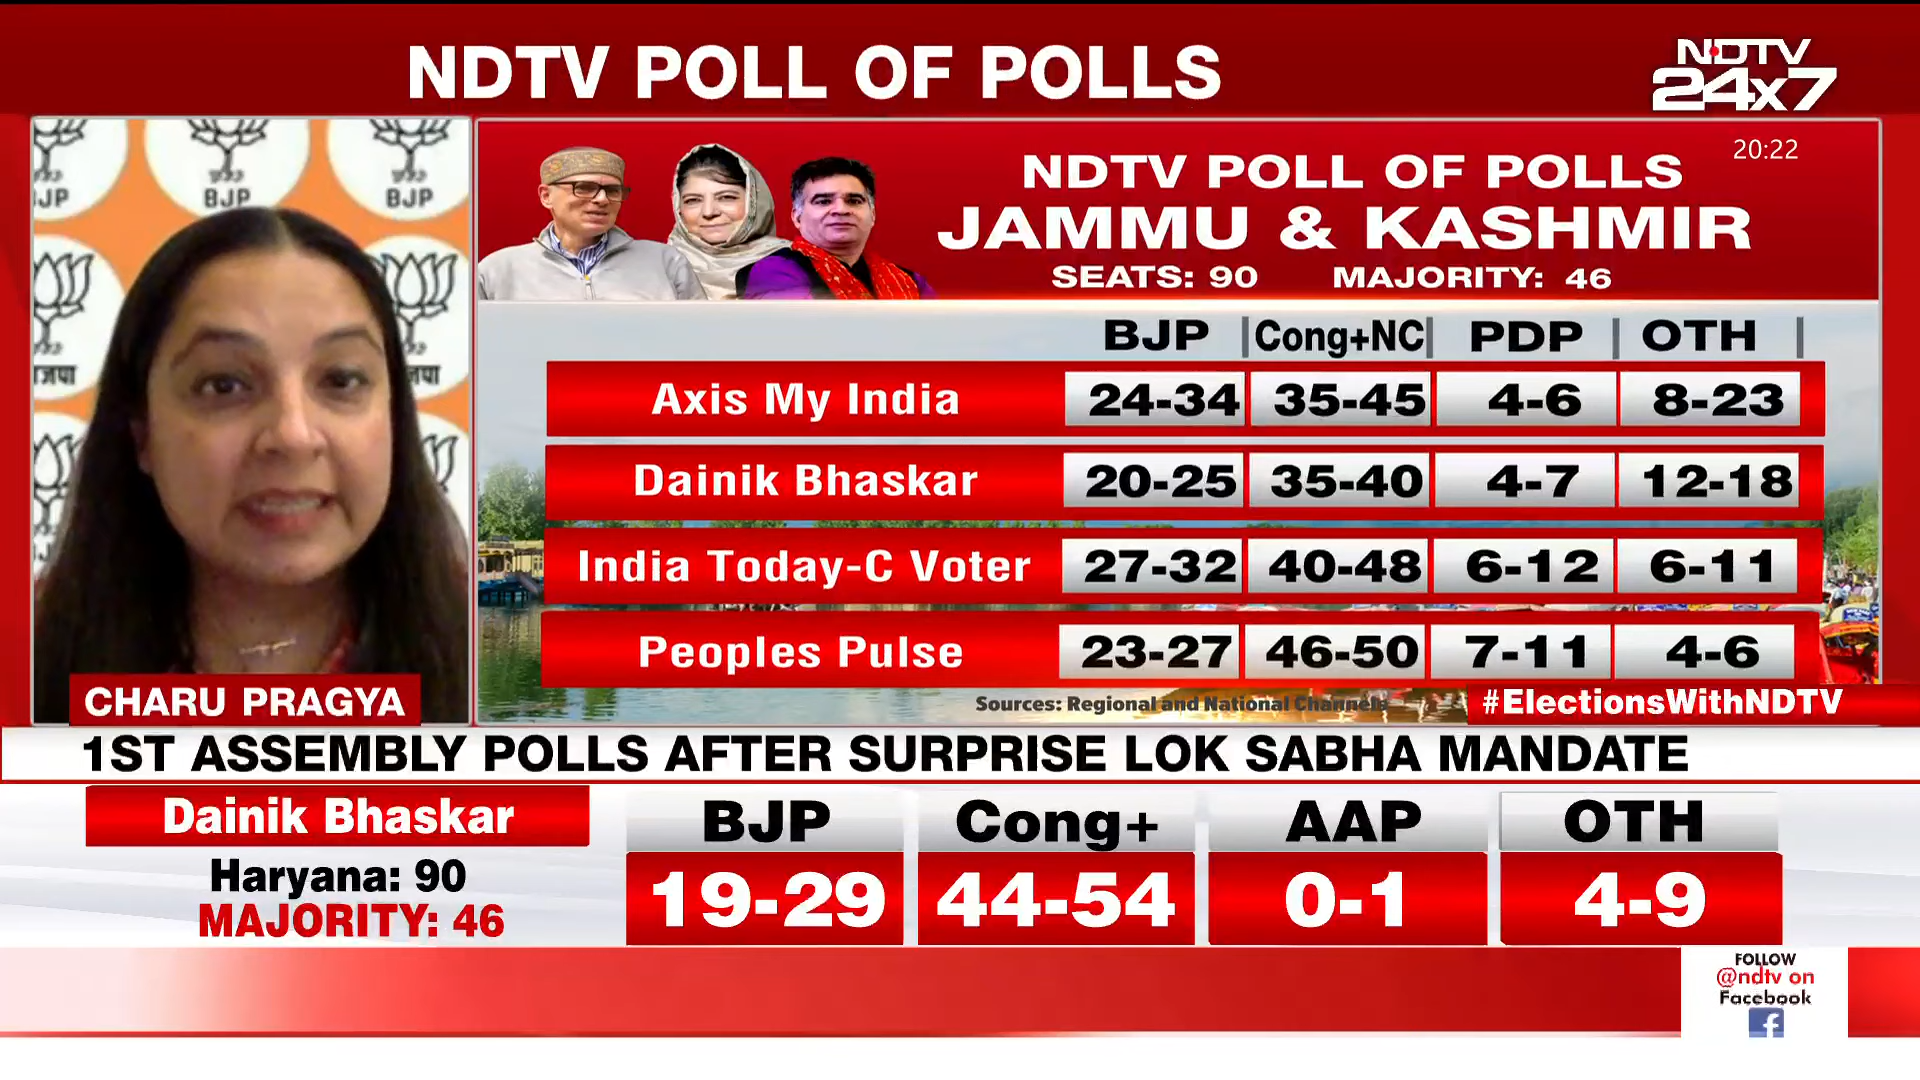 NDTV POLL OF POLLS
NDTV
24x7
20:22
BJP
BJP
BJP
भाजपा
CHARU PRAGYA
NDTV POLL OF POLLS
JAMMU & KASHMIR
SEATS: 90 MAJORITY: 46
BJP | Cong+NC | PDP | OTH |
Axis My India 24-34 35-45 4-6 8-23
Dainik Bhaskar 20-25 35-40 4-7 12-18
India Today-C Voter 27-32 40-48 6-12 6-11
Peoples Pulse 23-27 46-50 7-11 4-6
Sources: Regional and National Channels
#ElectionsWithNDTV
1ST ASSEMBLY POLLS AFTER SURPRISE LOK SABHA MANDATE
Dainik Bhaskar BJP Cong+ AAP OTH
Haryana: 90
MAJORITY: 46
19-29 44-54 0-1 4-9
FOLLOW
@ndtv on
Facebook